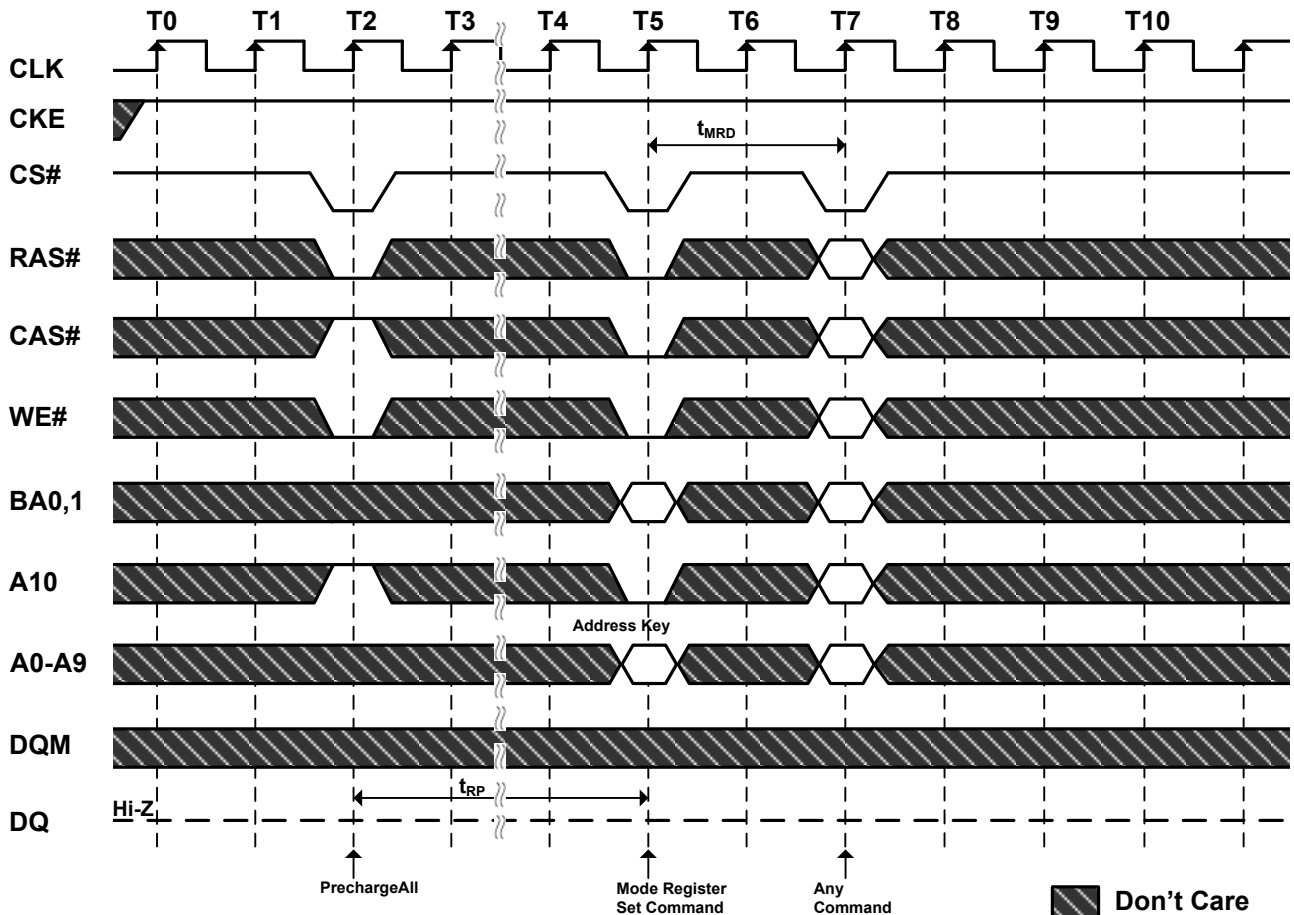 T0 T1 T2 T3 T4 T5 T6 T7 T8 T9 T10
CLK
CKE
tMRD
CS#
RAS#
CAS#
WE#
BA0,1
A10
Address Key
A0-A9
DQM
tRP
Hi-Z
DQ
PrechargeAll
Mode Register
Set Command
Any
Command
Don't Care